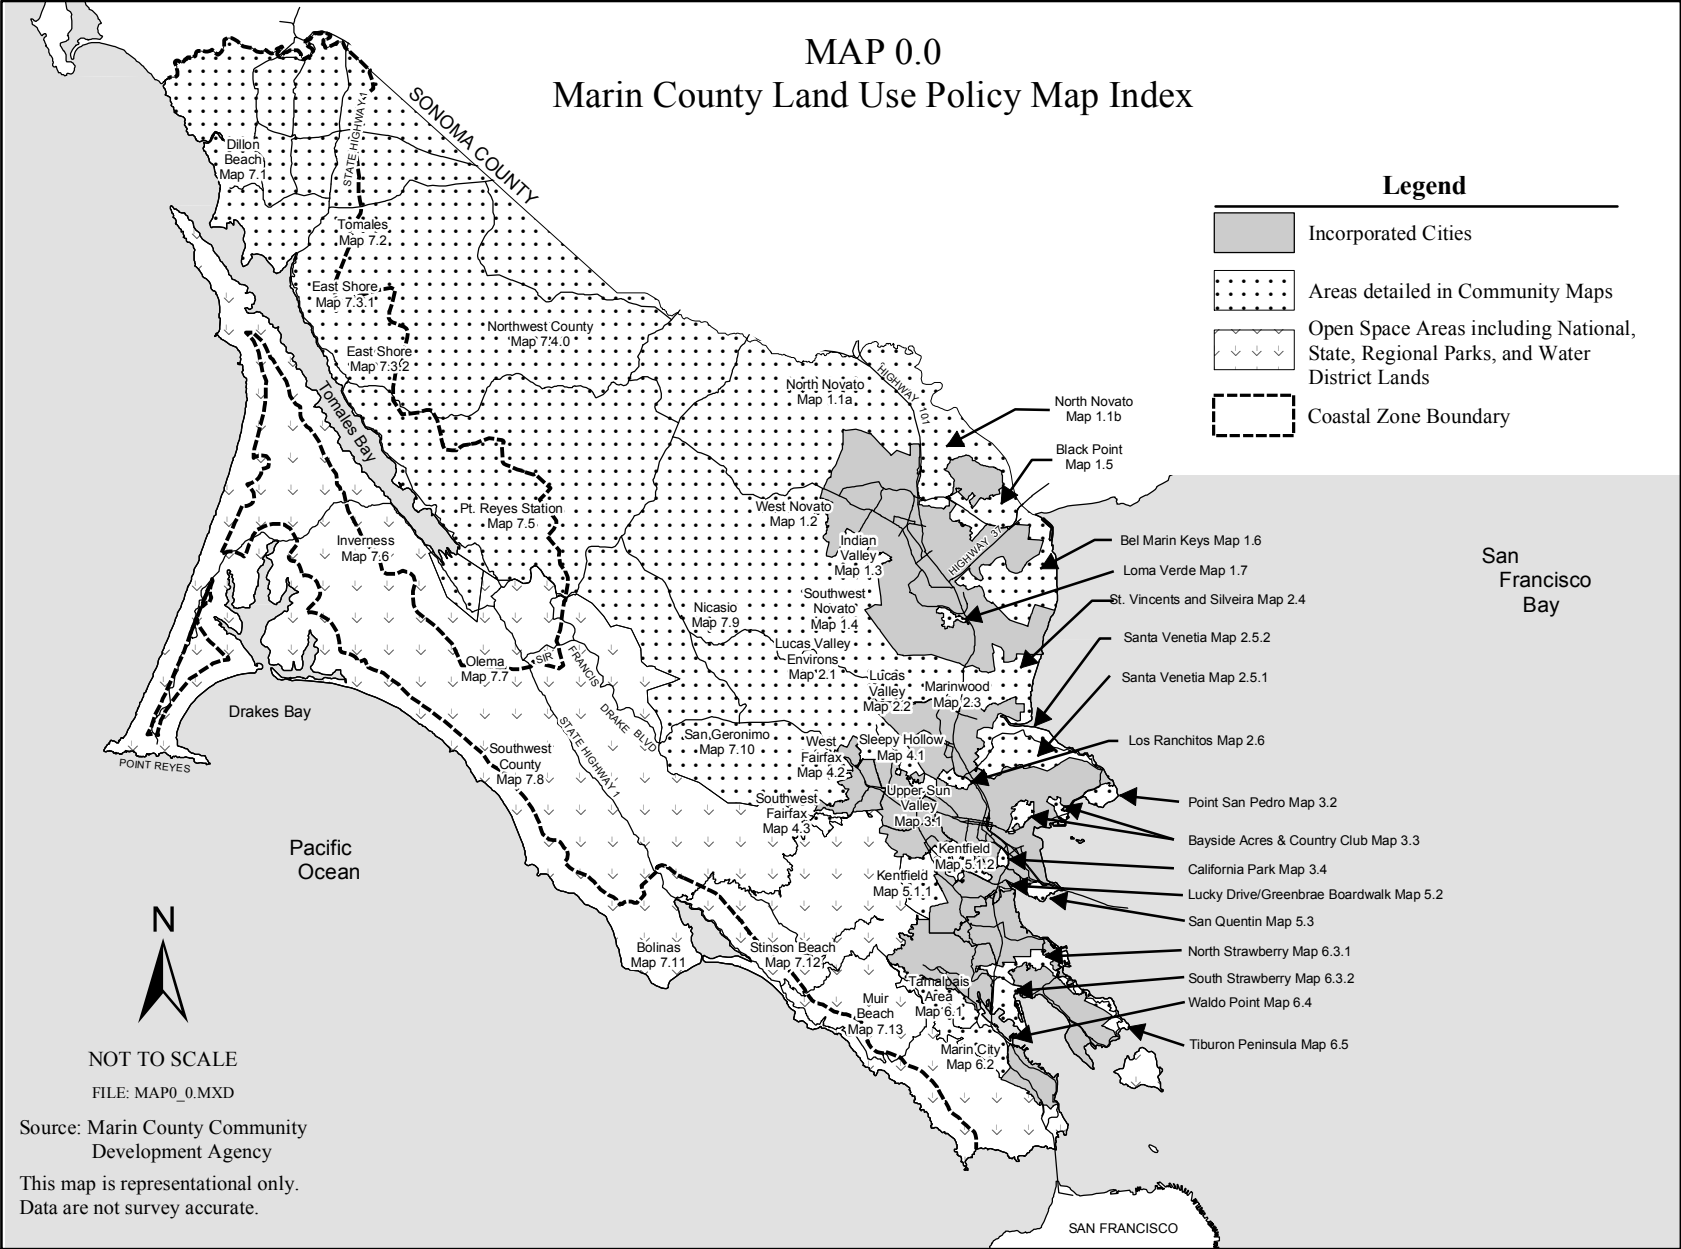 MAP 0.0
Marin County Land Use Policy Map Index
SONOMA COUNTY
STATE HIGHWAY 1
Dillon
Beach
Map 7.1
Tomales
Map 7.2
East Shore
Map 7.3.1
Northwest County
Map 7.4.0
East Shore
Map 7.3.2
Tomales Bay
North Novato
Map 1.1a
HIGHWAY 101
North Novato
Map 1.1b
Black Point
Map 1.5
Legend
Incorporated Cities
Areas detailed in Community Maps
Open Space Areas including National,
State, Regional Parks, and Water
District Lands
Coastal Zone Boundary
Pt. Reyes Station
Map 7.5
West Novato
Map 1.2
Inverness
Map 7.6
Indian
Valley
Map 1.3
HIGHWAY 37
Bel Marin Keys Map 1.6
Loma Verde Map 1.7
St. Vincents and Silveira Map 2.4
Santa Venetia Map 2.5.2
Santa Venetia Map 2.5.1
Los Ranchitos Map 2.6
San
Francisco
Bay
Southwest
Novato
Map 1.4
Nicasio
Map 7.9
Lucas Valley
Environs
Map 2.1
Lucas
Valley
Map 2.2
Marinwood
Map 2.3
Olema
Map 7.7
SIR
FRANCIS
DRAKE BLVD
STATE HIGHWAY 1
Drakes Bay
POINT REYES
Southwest
County
Map 7.8
San Geronimo
Map 7.10
West
Fairfax
Map 4.2
Sleepy Hollow
Map 4.1
Southwest
Fairfax
Map 4.3
Upper Sun
Valley
Map 3.1
Point San Pedro Map 3.2
Bayside Acres & Country Club Map 3.3
California Park Map 3.4
Lucky Drive/Greenbrae Boardwalk Map 5.2
San Quentin Map 5.3
North Strawberry Map 6.3.1
South Strawberry Map 6.3.2
Waldo Point Map 6.4
Tiburon Peninsula Map 6.5
Kentfield
Map 5.1.2
Kentfield
Map 5.1.1
Pacific
Ocean
Bolinas
Map 7.11
Stinson Beach
Map 7.12
Tamalpais
Area
Map 6.1
Muir
Beach
Map 7.13
Marin City
Map 6.2
N
NOT TO SCALE
FILE: MAP0_0.MXD
Source: Marin County Community
Development Agency
This map is representational only.
Data are not survey accurate.
SAN FRANCISCO